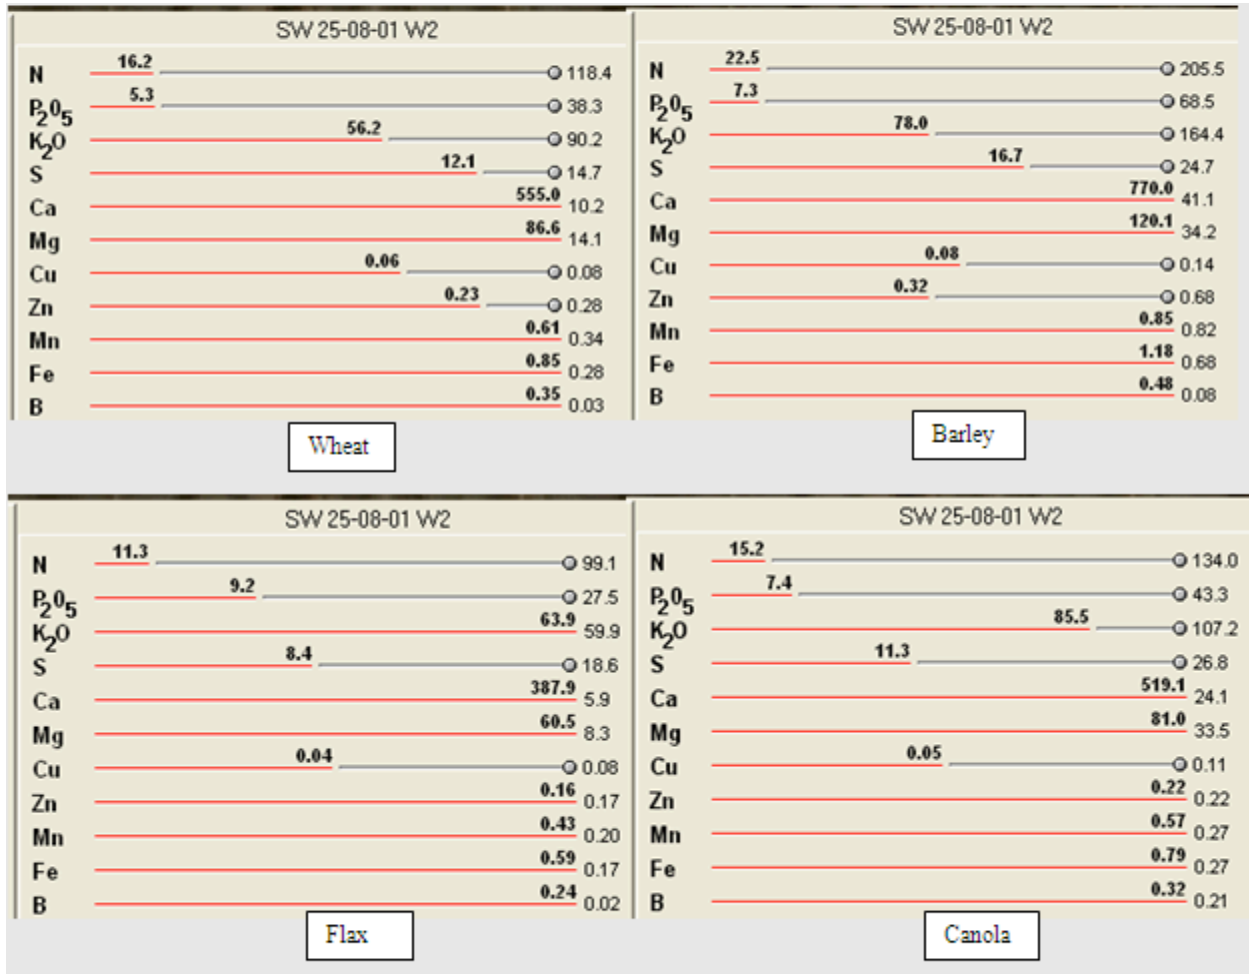 SW 25-08-01 W2
N 16.2 118.4
P2O5 5.3 38.3
K2O 56.2 90.2
S 12.1 14.7
Ca 555.0 10.2
Mg 86.6 14.1
Cu 0.06 0.08
Zn 0.23 0.28
Mn 0.61 0.34
Fe 0.85 0.28
B 0.35 0.03
Wheat
SW 25-08-01 W2
N 22.5 205.5
P2O5 7.3 68.5
K2O 78.0 164.4
S 16.7 24.7
Ca 770.0 41.1
Mg 120.1 34.2
Cu 0.08 0.14
Zn 0.32 0.68
Mn 0.85 0.82
Fe 1.18 0.68
B 0.48 0.08
Barley
SW 25-08-01 W2
N 11.3 99.1
P2O5 9.2 27.5
K2O 63.9 59.9
S 8.4 18.6
Ca 387.9 5.9
Mg 60.5 8.3
Cu 0.04 0.08
Zn 0.16 0.17
Mn 0.43 0.20
Fe 0.59 0.17
B 0.24 0.02
Flax
SW 25-08-01 W2
N 15.2 134.0
P2O5 7.4 43.3
K2O 85.5 107.2
S 11.3 26.8
Ca 519.1 24.1
Mg 81.0 33.5
Cu 0.05 0.11
Zn 0.22 0.22
Mn 0.57 0.27
Fe 0.79 0.27
B 0.32 0.21
Canola